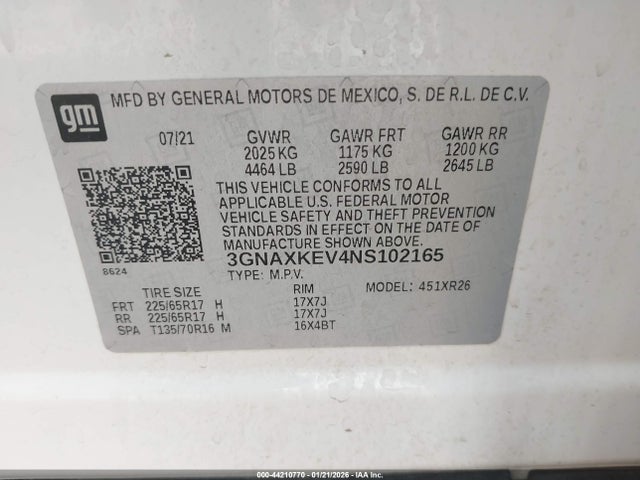 gm
MFD BY GENERAL MOTORS DE MEXICO, S. DE R.L. DE C.V.
07/21 GVWR GAWR FRT GAWR RR
2025 KG 1175 KG 1200 KG
4464 LB 2590 LB 2645 LB
THIS VEHICLE CONFORMS TO ALL
APPLICABLE U.S. FEDERAL MOTOR
VEHICLE SAFETY AND THEFT PREVENTION
STANDARDS IN EFFECT ON THE DATE OF
MANUFACTURE SHOWN ABOVE.
8624
3GNAXKEV4NS102165
TYPE: M.P.V.
TIRE SIZE RIM MODEL: 451XR26
FRT 225/65R17 H 17X7J
RR 225/65R17 H 17X7J
SPA T135/70R16 M 16X4BT
000-44210770 - 01/21/2026 - IAA Inc.